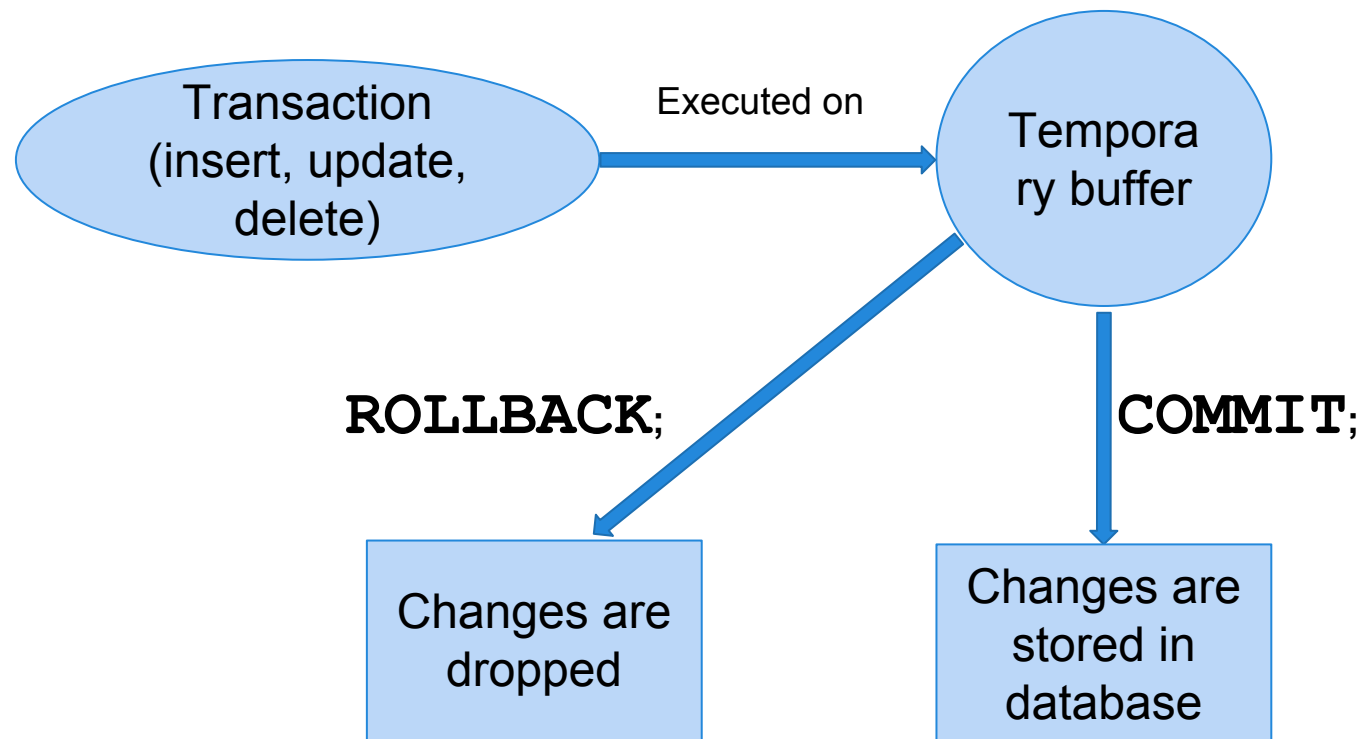 Transaction
(insert, update,
delete)
Executed on
Tempora
ry buffer
ROLLBACK;
COMMIT;
Changes are
dropped
Changes are
stored in
database